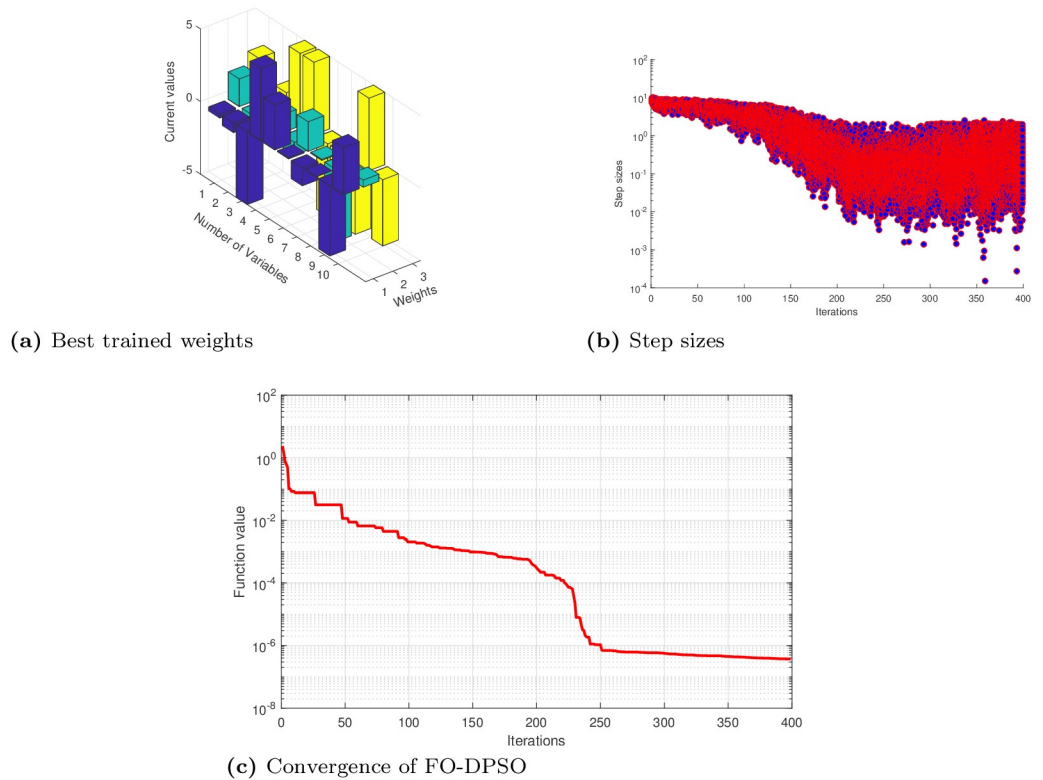 5
0
-5
Current values
1
2
3
4
5
6
7
8
9
10
Number of Variables
1
2
3
Weights
(a) Best trained weights
10^2
10^1
10^0
10^-1
10^-2
10^-3
10^-4
Step sizes
0 50 100 150 200 250 300 350 400
Iterations
(b) Step sizes
10^2
10^0
10^-2
10^-4
10^-6
10^-8
Function value
0 50 100 150 200 250 300 350 400
Iterations
(c) Convergence of FO-DPSO